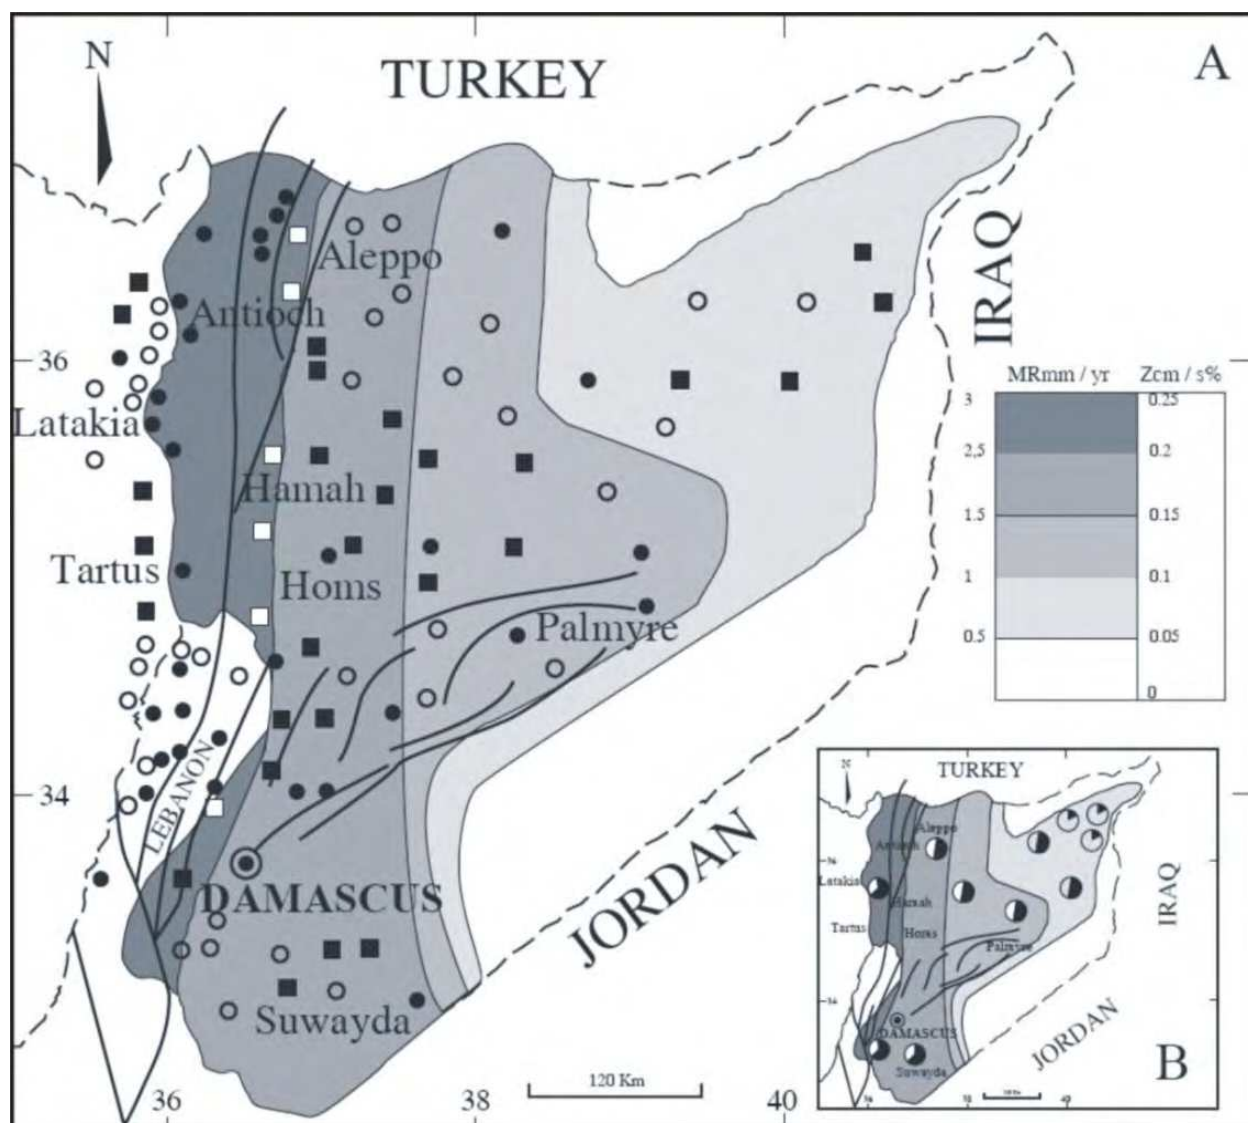 TURKEY
A
N
Aleppo
Antioch
IRAQ
36
MRmm / yr
Zcm / s%
3
0.25
Latakia
2,5
0.2
Hamah
1.5
0.15
Tartus
Homs
1
0.1
Palmyre
0.5
0.05
0
34
LEBANON
DAMASCUS
JORDAN
Suwayda
120 Km
36
38
40
N
TURKEY
Aleppo
Latakia
Hamah
Tartus
Homs
Palmyre
IRAQ
DAMASCUS
Suwayda
JORDAN
B